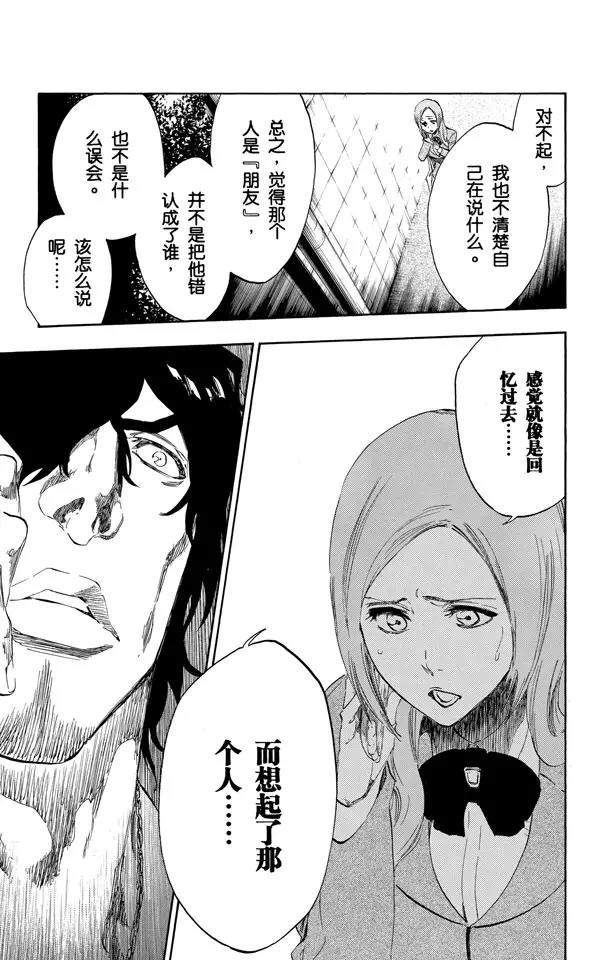 对不起，
我也不清楚自
己在说什么。
总之，觉得那个
人是『朋友』，
并不是把他错
认成了谁，
也不是什
么误会。
该怎么说
呢……
感觉就像是回
忆过去……
而想起了那
个人……